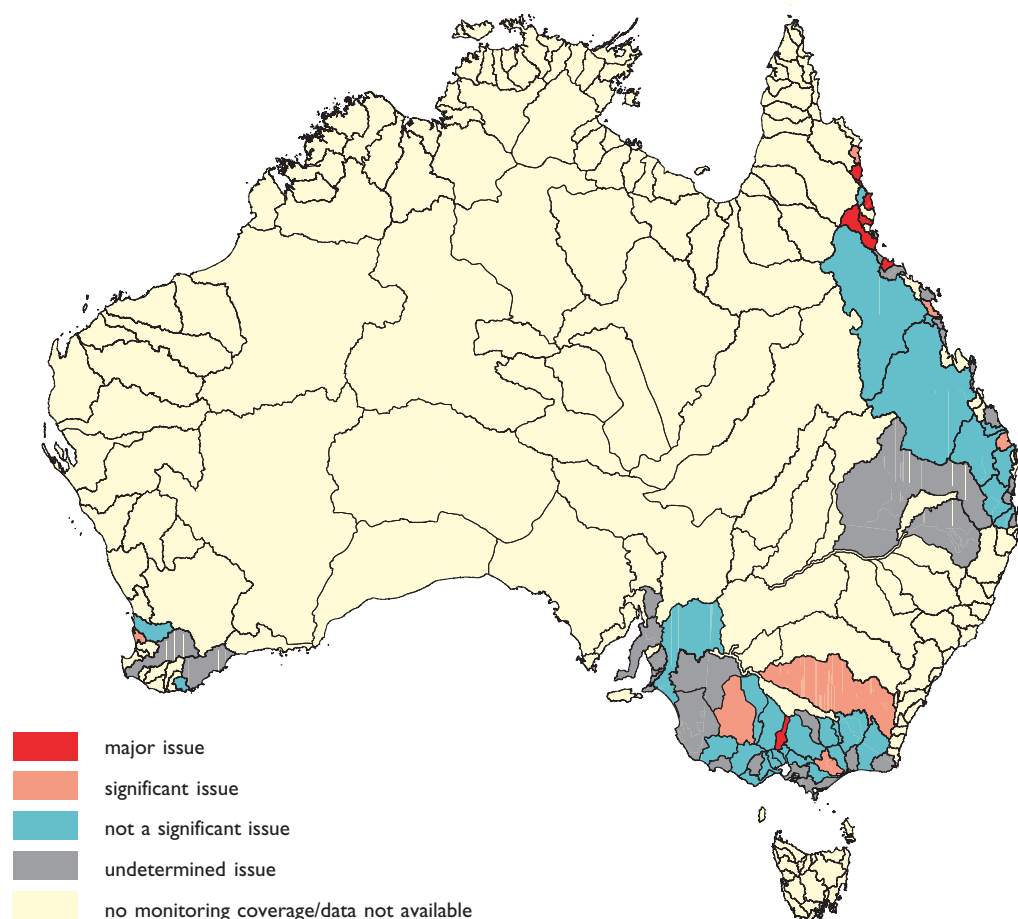 major issue
significant issue
not a significant issue
undetermined issue
no monitoring coverage/data not available